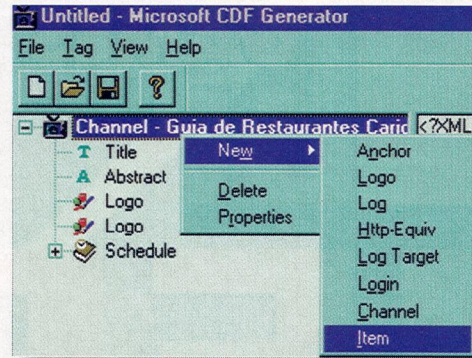 Untitled - Microsoft CDF Generator
File Tag View Help
Channel - Guia de Restaurantes Cario <?XML
Title
Abstract
Logo
Logo
Schedule
New
Delete
Properties
Anchor
Logo
Log
Http-Equiv
Log Target
Login
Channel
Item